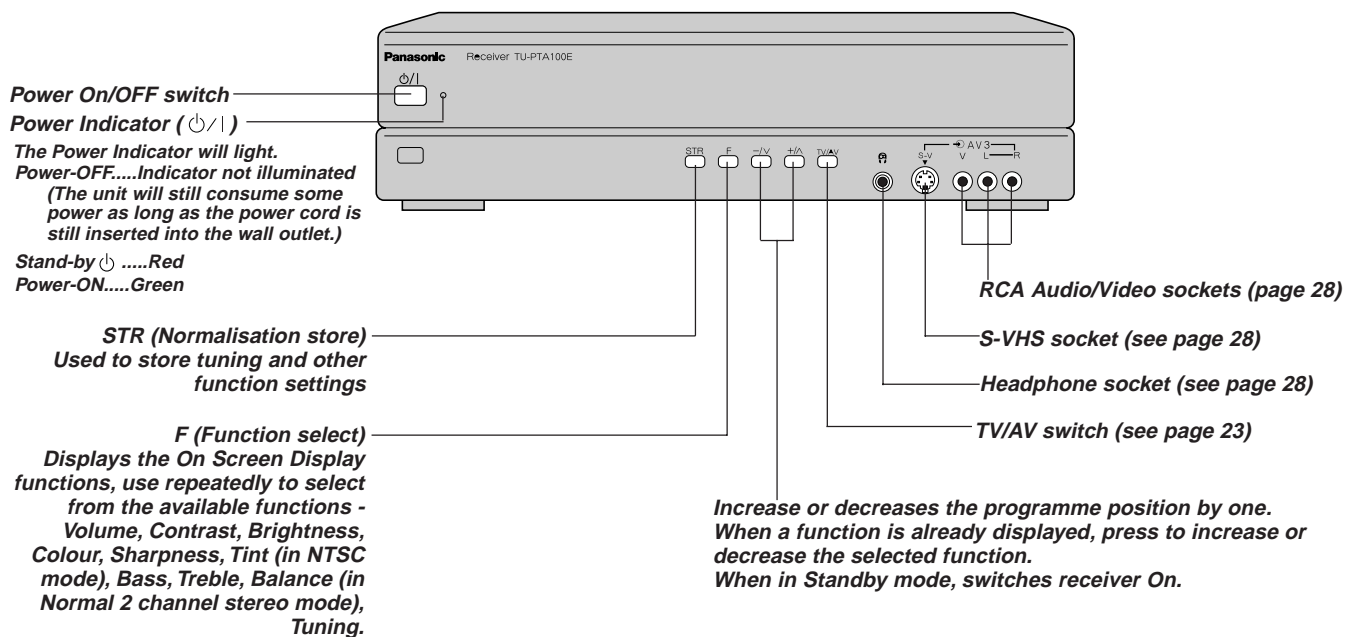 Panasonic Receiver TU-PTA100E
⏻/|
Power On/OFF switch
Power Indicator ( ⏻/| )
The Power Indicator will light.
Power-OFF.....Indicator not illuminated
(The unit will still consume some
power as long as the power cord is
still inserted into the wall outlet.)
Stand-by ⏻ .....Red
Power-ON.....Green
STR F −/∨ +/∧ TV/AV
S-V AV3
V L R
STR (Normalisation store)
Used to store tuning and other
function settings
F (Function select)
Displays the On Screen Display
functions, use repeatedly to select
from the available functions -
Volume, Contrast, Brightness,
Colour, Sharpness, Tint (in NTSC
mode), Bass, Treble, Balance (in
Normal 2 channel stereo mode),
Tuning.
RCA Audio/Video sockets (page 28)
S-VHS socket (see page 28)
Headphone socket (see page 28)
TV/AV switch (see page 23)
Increase or decreases the programme position by one.
When a function is already displayed, press to increase or
decrease the selected function.
When in Standby mode, switches receiver On.